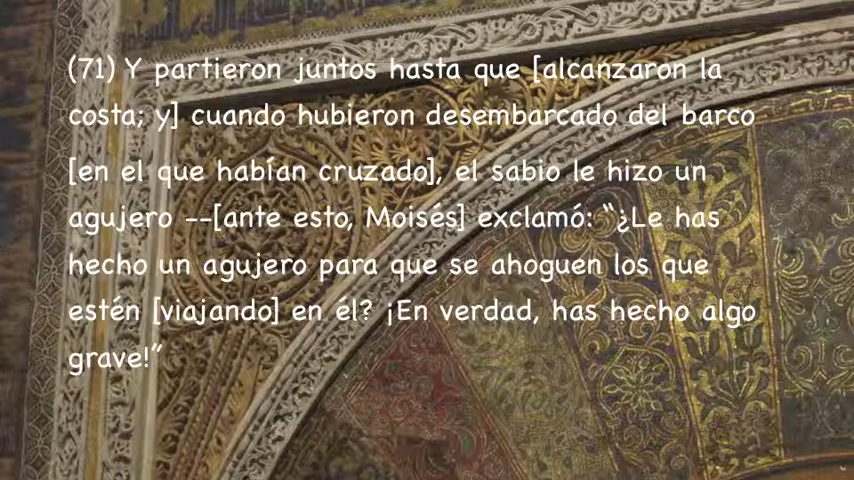 (71) Y partieron juntos hasta que [alcanzaron la
costa; y] cuando hubieron desembarcado del barco
[en el que habían cruzado], el sabio le hizo un
agujero --[ante esto, Moisés] exclamó: “¿Le has
hecho un agujero para que se ahoguen los que
estén [viajando] en él? ¡En verdad, has hecho algo
grave!”